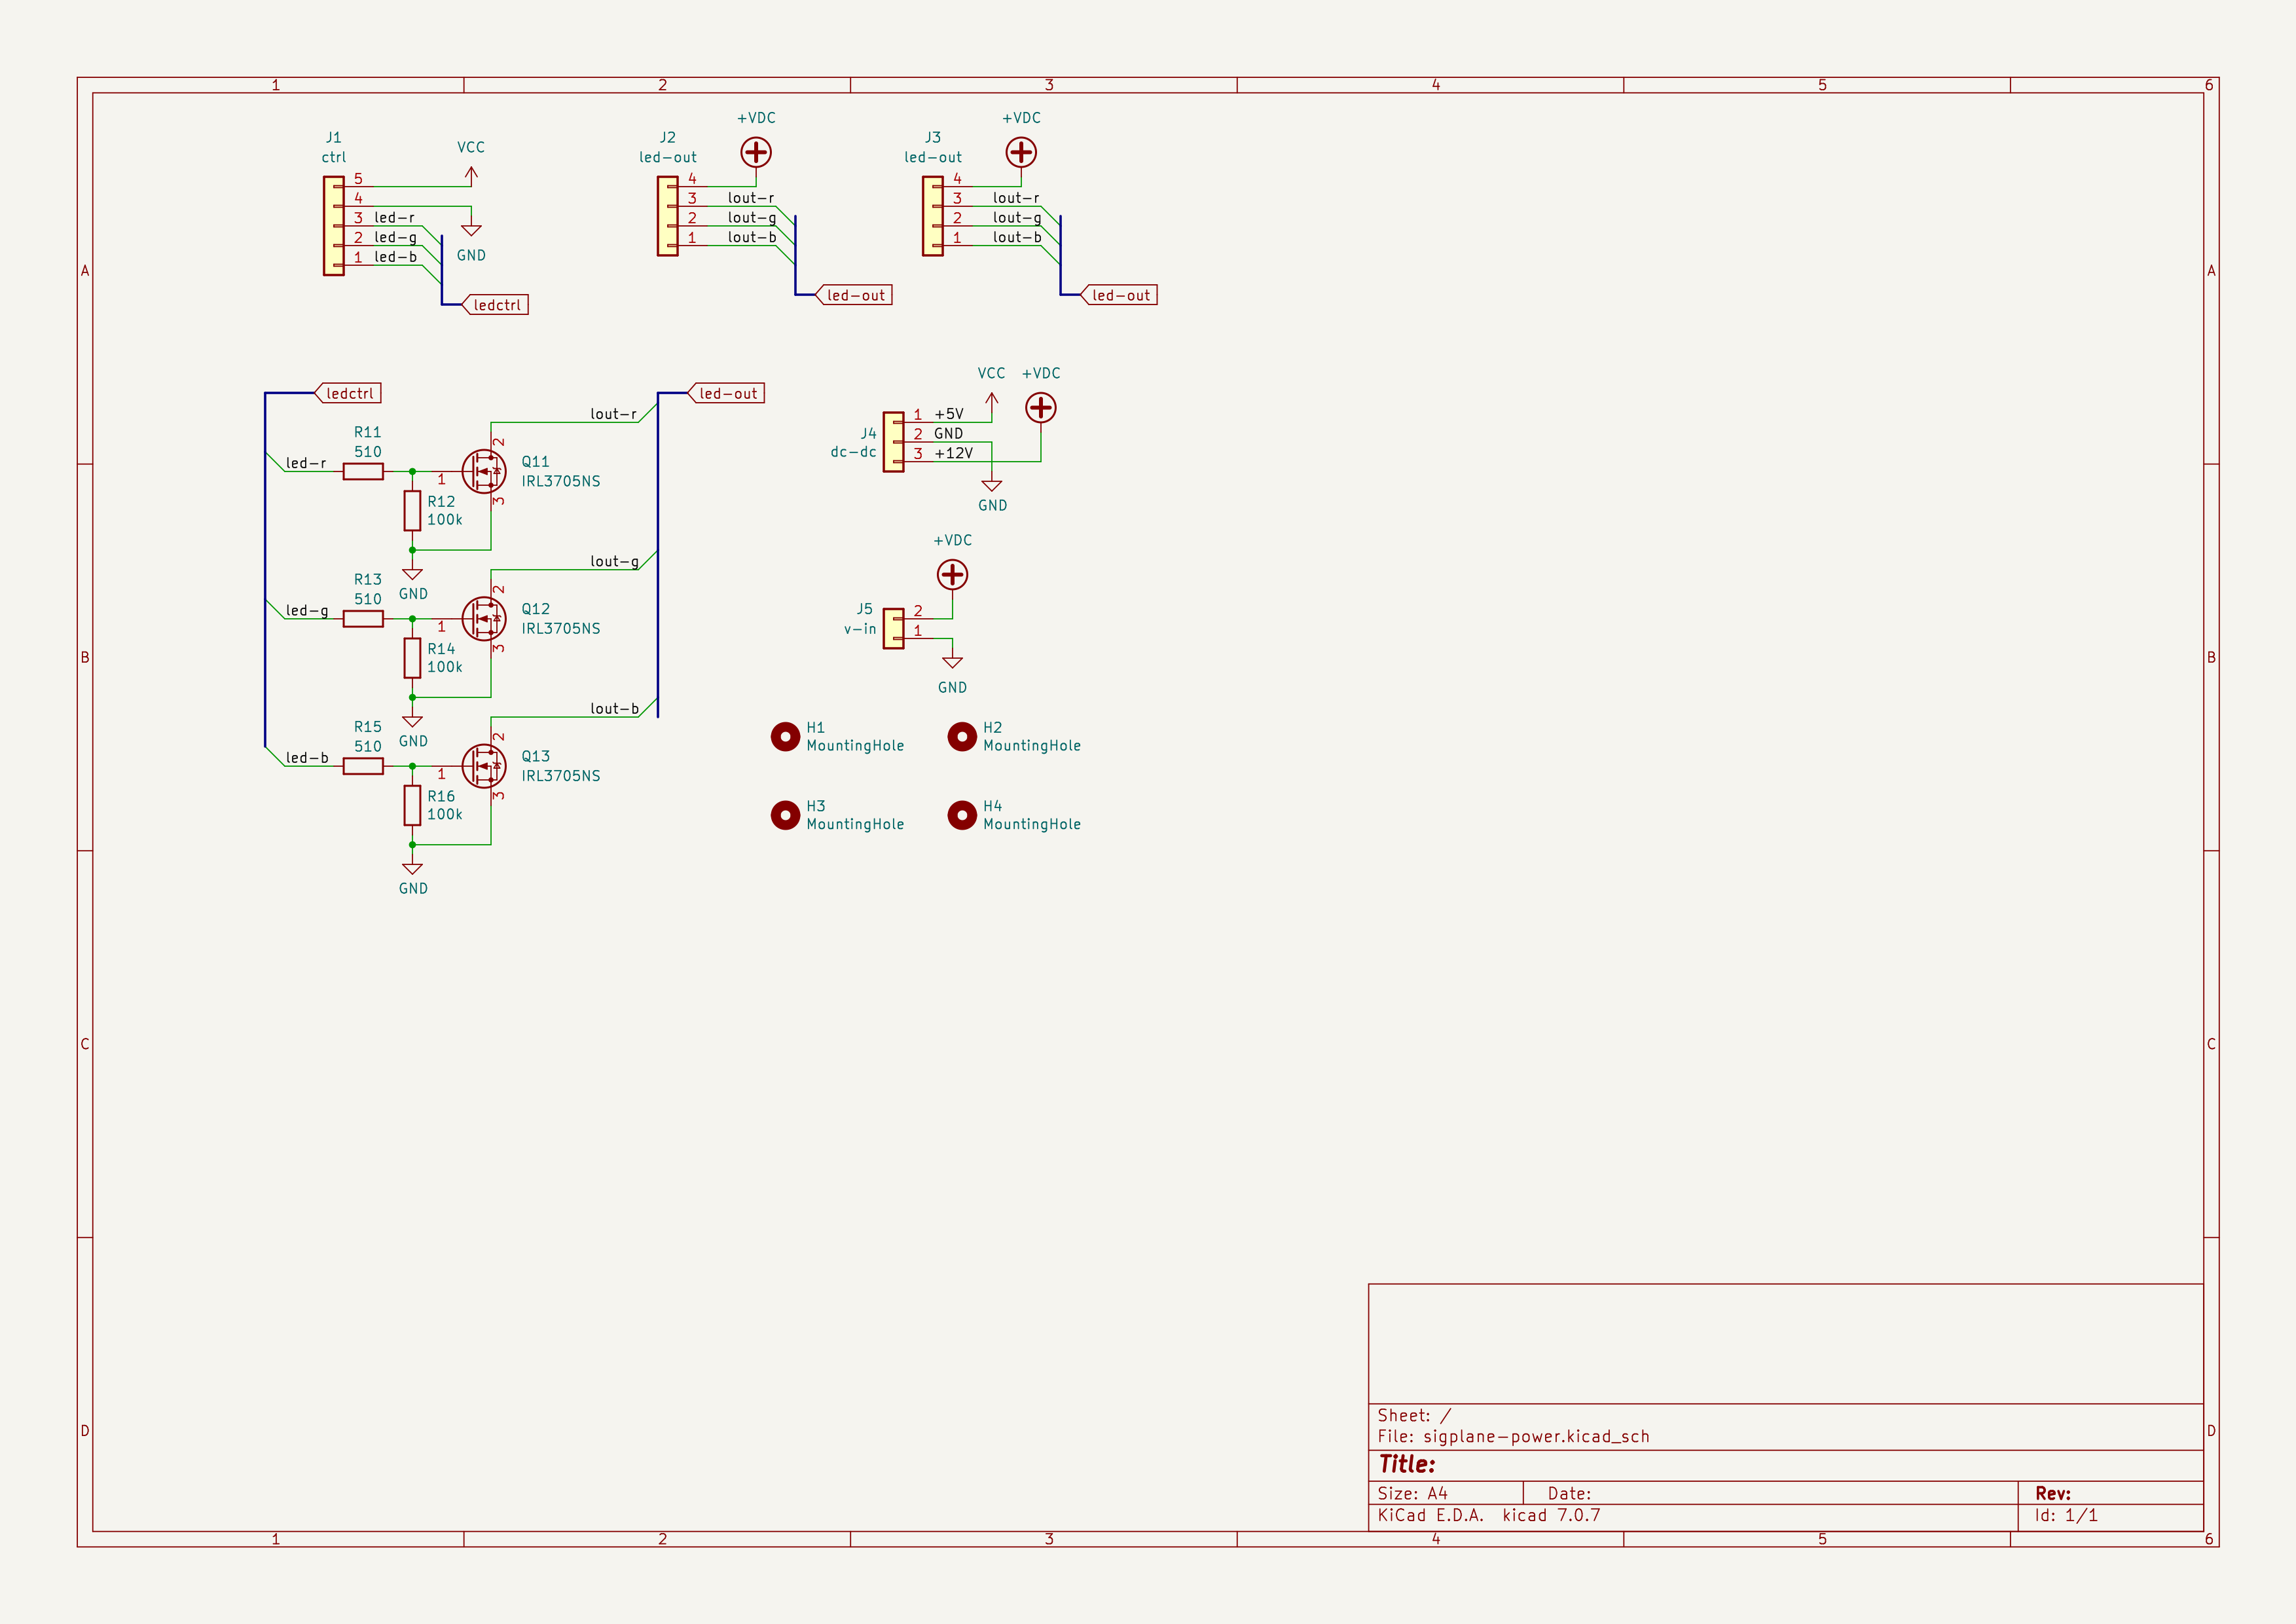 1 2 3 4 5 6
A
B
C
D
A
B
C
D
J1
ctrl
5
4
3 led-r
2 led-g
1 led-b
VCC
GND
ledctrl
J2
led-out
+VDC
4
3 lout-r
2 lout-g
1 lout-b
led-out
J3
led-out
+VDC
4
3 lout-r
2 lout-g
1 lout-b
led-out
ledctrl
led-out
lout-r
R11
510
led-r
1
2
3
Q11
IRL3705NS
R12
100k
GND
lout-g
R13
510
led-g
1
2
3
Q12
IRL3705NS
R14
100k
GND
lout-b
R15
510
led-b
1
2
3
Q13
IRL3705NS
R16
100k
GND
VCC
+VDC
J4
dc-dc
1 +5V
2 GND
3 +12V
GND
+VDC
J5
v-in
2
1
GND
H1
MountingHole
H2
MountingHole
H3
MountingHole
H4
MountingHole
Sheet: /
File: sigplane-power.kicad_sch
Title:
Size: A4 Date: Rev:
KiCad E.D.A. kicad 7.0.7 Id: 1/1
1 2 3 4 5 6